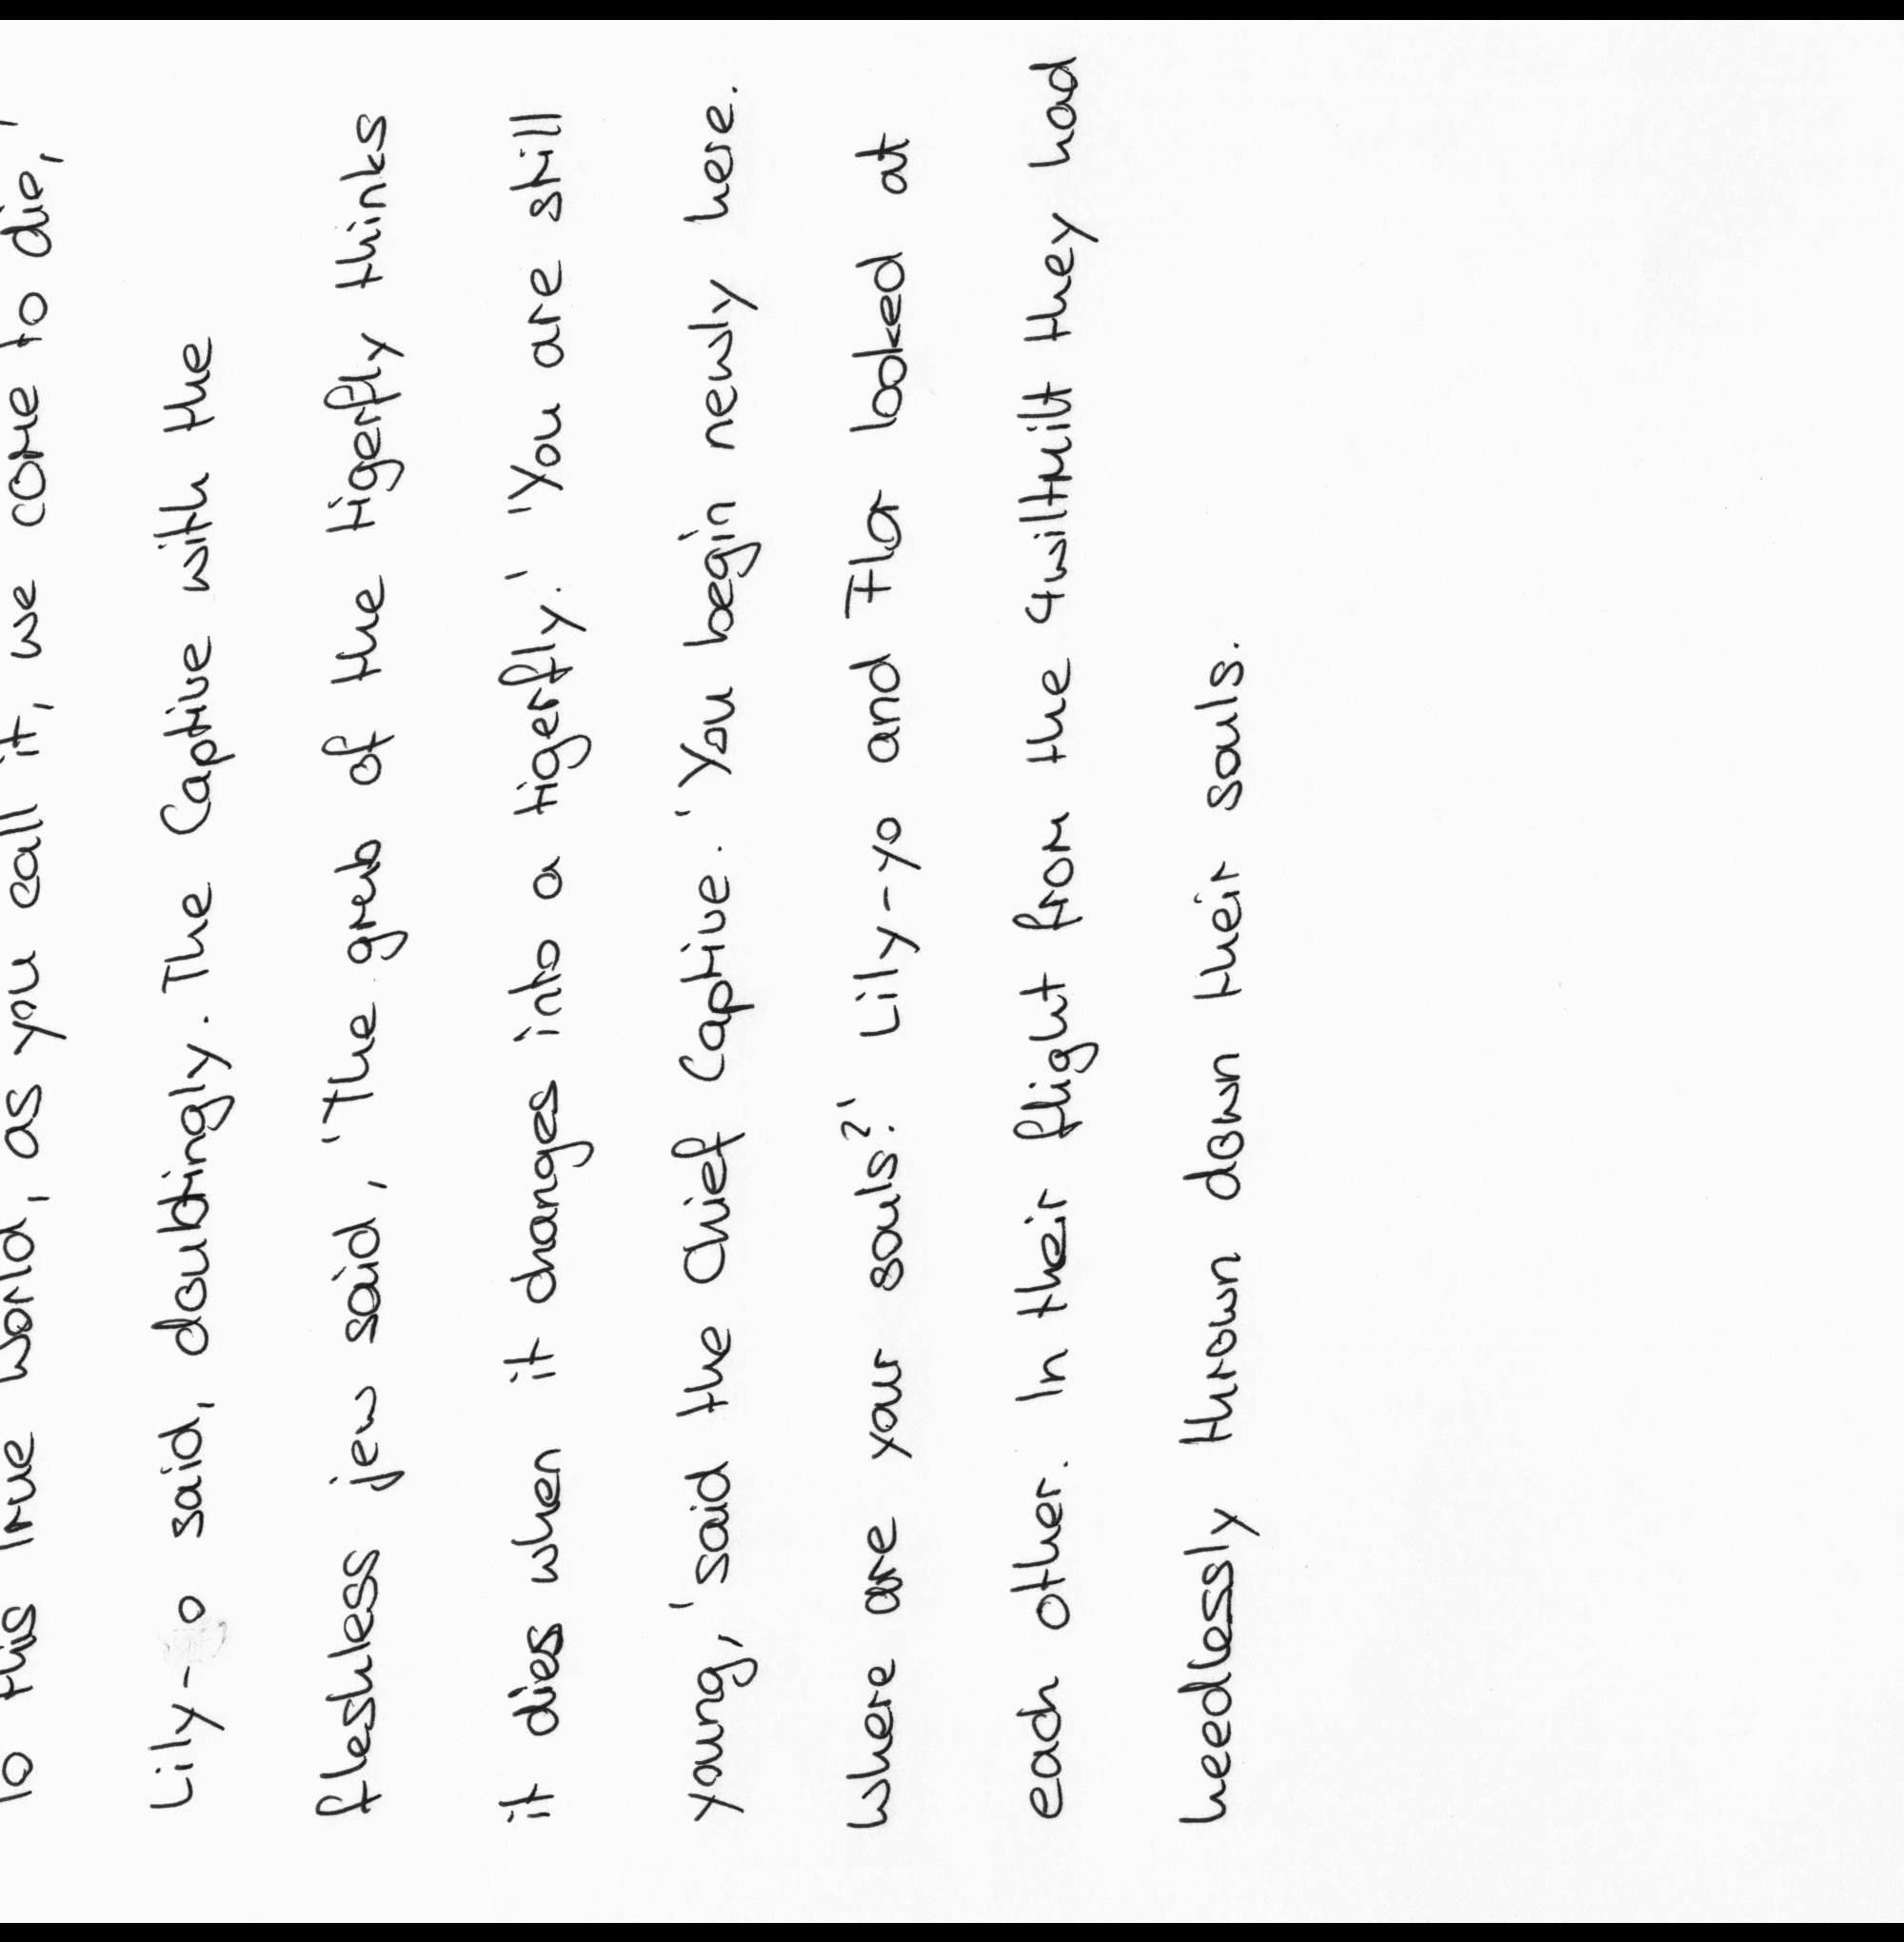 To this true world, as you call it, we come to die,'
Lily-o said, doubtingly. The Captive with the
fleshless jew said, 'The grub of the tigerfly thinks
it dies when it changes into a tigerfly.' 'You are still
young,' said the Chief Captive. 'You begin newly here.
Where are your souls?' Lily-yo and Flor looked at
each other. In their flight from the 4wiltmilt they had
heedlessly thrown down their souls.